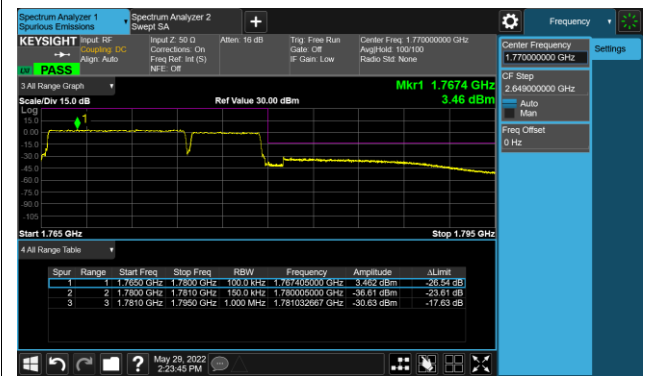 Spectrum Analyzer 1
Spurious Emissions
Spectrum Analyzer 2
Swept SA
Frequency
KEYSIGHT
Input: RF
Coupling: DC
Align: Auto
Input Z: 50 Ω
Corrections: On
Freq Ref: Int (S)
NFE: Off
Atten: 16 dB
Trig: Free Run
Gate: Off
IF Gain: Low
Center Freq: 1.770000000 GHz
Avg|Hold: 100/100
Radio Std: None
PASS
Center Frequency
1.770000000 GHz
Settings
CF Step
2.649000000 GHz
Auto
Man
Freq Offset
0 Hz
3 All Range Graph
Mkr1 1.7674 GHz
Scale/Div 15.0 dB
Ref Value 30.00 dBm
3.46 dBm
Log
15.0
0.00
-15.0
-30.0
-45.0
-60.0
-75.0
-90.0
-105
1
Start 1.765 GHz
Stop 1.795 GHz
4 All Range Table
Spur Range Start Freq Stop Freq RBW Frequency Amplitude ΔLimit
1 1 1.7650 GHz 1.7800 GHz 100.0 kHz 1.767405000 GHz 3.462 dBm -26.54 dB
2 2 1.7800 GHz 1.7810 GHz 150.0 kHz 1.780005000 GHz -36.61 dBm -23.61 dB
3 3 1.7810 GHz 1.7950 GHz 1.000 MHz 1.781032667 GHz -30.63 dBm -17.63 dB
May 29, 2022
2:23:45 PM